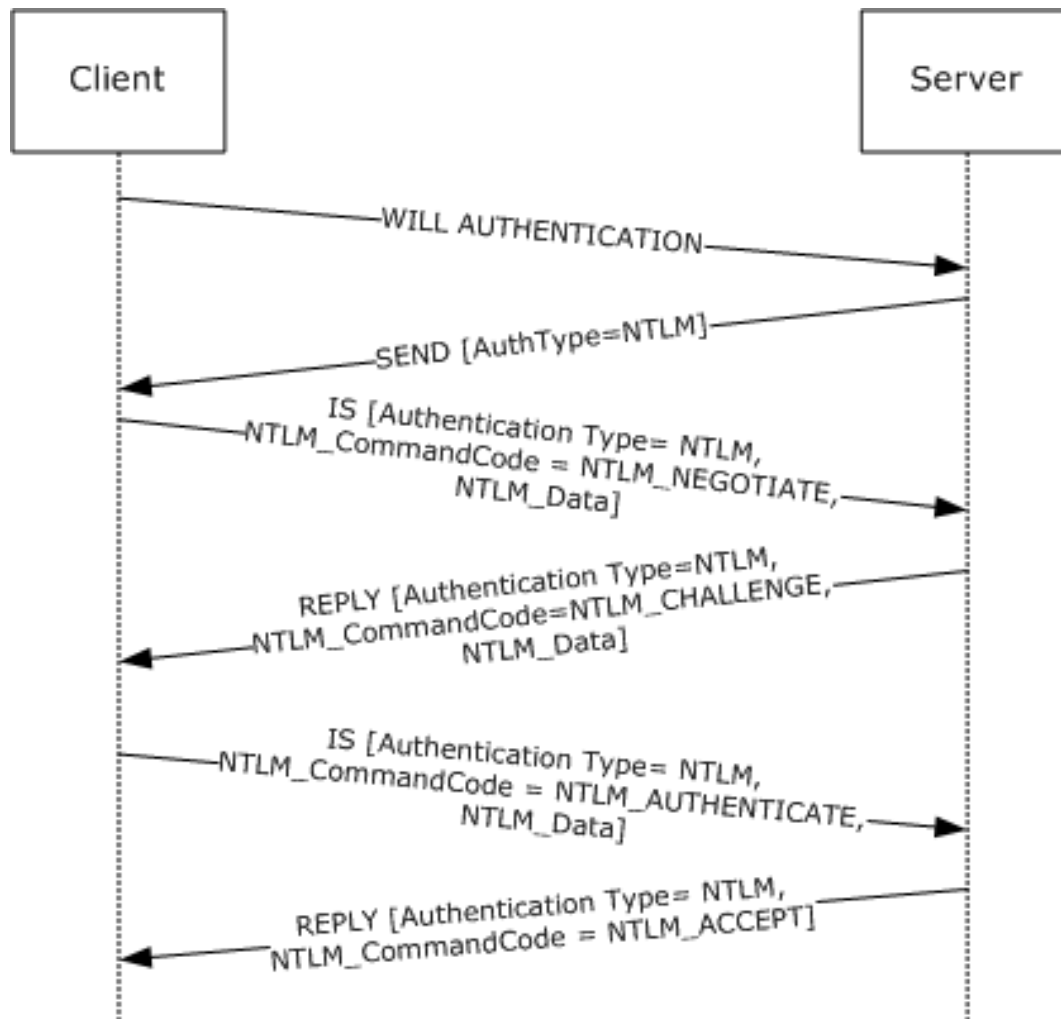 Client
Server
WILL AUTHENTICATION
SEND [AuthType=NTLM]
IS [Authentication Type= NTLM,
NTLM_CommandCode = NTLM_NEGOTIATE,
NTLM_Data]
REPLY [Authentication Type=NTLM,
NTLM_CommandCode=NTLM_CHALLENGE,
NTLM_Data]
IS [Authentication Type= NTLM,
NTLM_CommandCode = NTLM_AUTHENTICATE,
NTLM_Data]
REPLY [Authentication Type= NTLM,
NTLM_CommandCode = NTLM_ACCEPT]